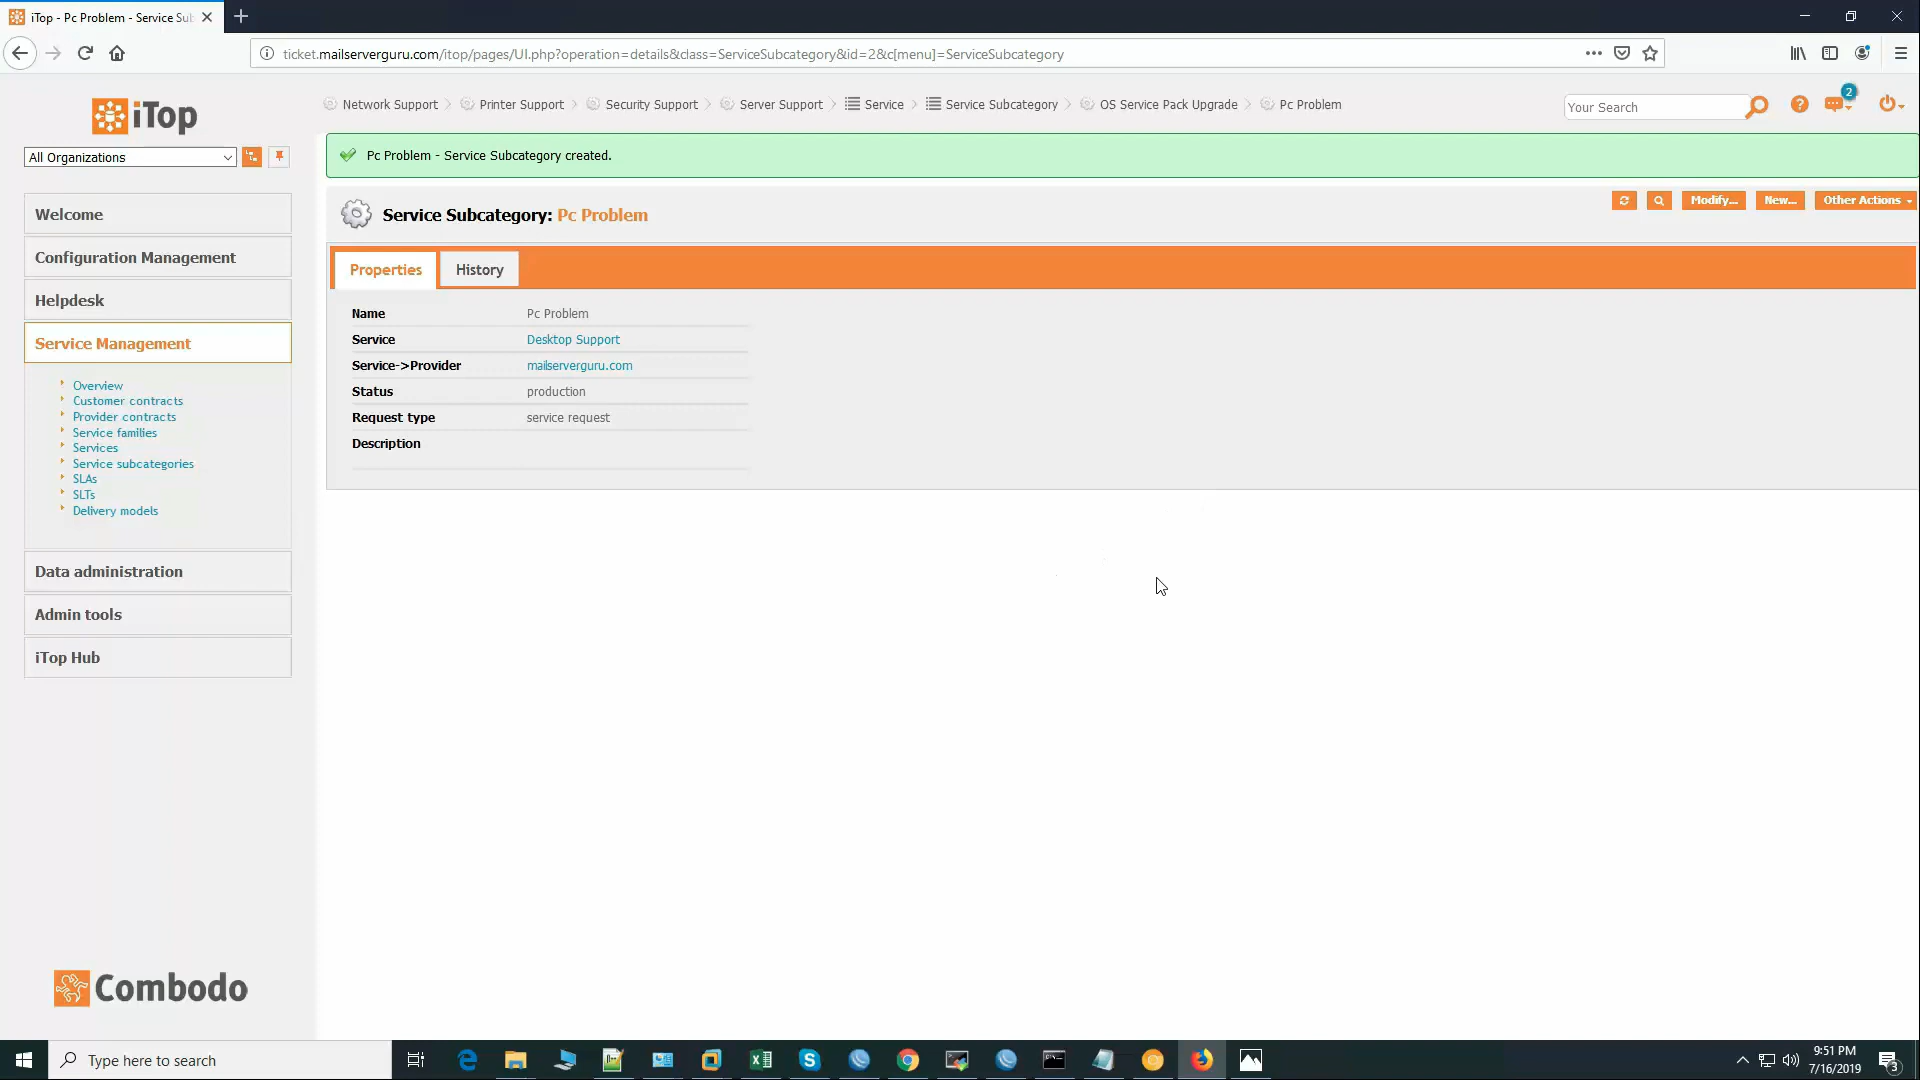 iTop - Pc Problem - Service Sub
ticket.mailserverguru.com/itop/pages/UI.php?operation=details&class=ServiceSubcategory&id=2&c[menu]=ServiceSubcategory
iTop
Network Support
Printer Support
Security Support
Server Support
Service
Service Subcategory
OS Service Pack Upgrade
Pc Problem
Your Search
2
All Organizations
Pc Problem - Service Subcategory created.
Welcome
Configuration Management
Helpdesk
Service Management
Overview
Customer contracts
Provider contracts
Service families
Services
Service subcategories
SLAs
SLTs
Delivery models
Data administration
Admin tools
iTop Hub
Combodo
Service Subcategory: Pc Problem
Modify...
New...
Other Actions
Properties
History
Name Pc Problem
Service Desktop Support
Service->Provider mailserverguru.com
Status production
Request type service request
Description
Type here to search
9:51 PM
7/16/2019
3